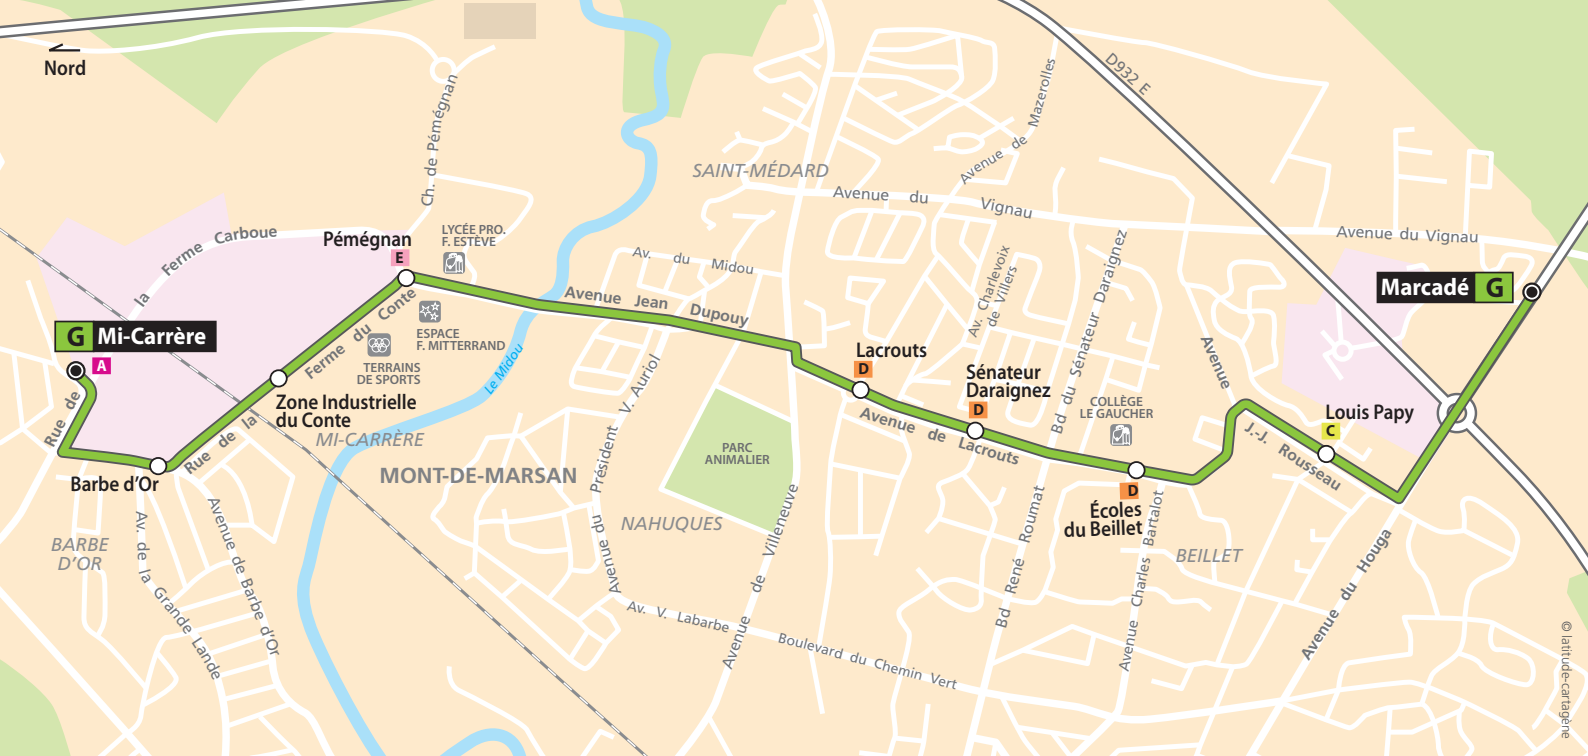 Nord
D932 E
Ch. de Pémégnan
Avenue de Mazerolles
SAINT-MÉDARD
Avenue du Vignau
Avenue du Vignau
la Ferme Carboue
Pémégnan
E
LYCÉE PRO.
F. ESTÈVE
Av. du Midou
Av. Charlevoix
de Villers
Bd du Sénateur Daraignez
Marcadé G
Avenue Jean Dupouy
G Mi-Carrère
A
Ferme du Conte
ESPACE
F. MITTERRAND
TERRAINS
DE SPORTS
Le Midou
Lacrouts
D
Sénateur
Daraignez
D
COLLÈGE
LE GAUCHER
Avenue J.-J. Rousseau
Louis Papy
C
Rue de
Zone Industrielle
du Conte
Rue de la
MI-CARRÈRE
MONT-DE-MARSAN
Avenue du Président V. Auriol
PARC
ANIMALIER
Avenue de Lacrouts
Barbe d'Or
D
Écoles
du Beillet
NAHUQUES
BARBE
D'OR
Av. de la Grande Lande
Avenue de Barbe d'Or
Avenue de Villeneuve
Bd René Roumat
Avenue Charles Bartalot
BEILLET
Avenue du Houga
Av. V. Labarbe
Boulevard du Chemin Vert
© latitude-cartagène